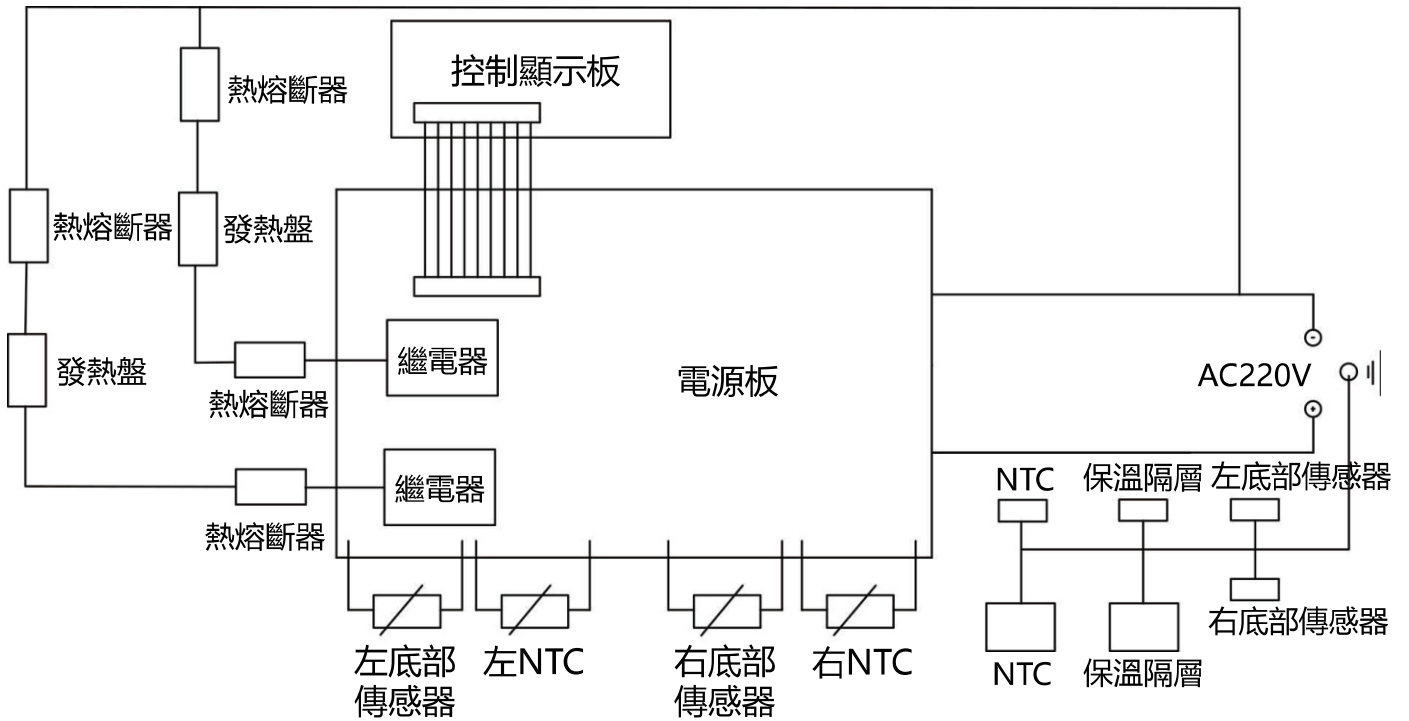 控制顯示板
熱熔斷器
熱熔斷器
發熱盤
發熱盤
熱熔斷器
繼電器
電源板
AC220V
繼電器
熱熔斷器
NTC
保溫隔層
左底部傳感器
右底部傳感器
NTC
保溫隔層
左底部
傳感器
左NTC
右底部
傳感器
右NTC